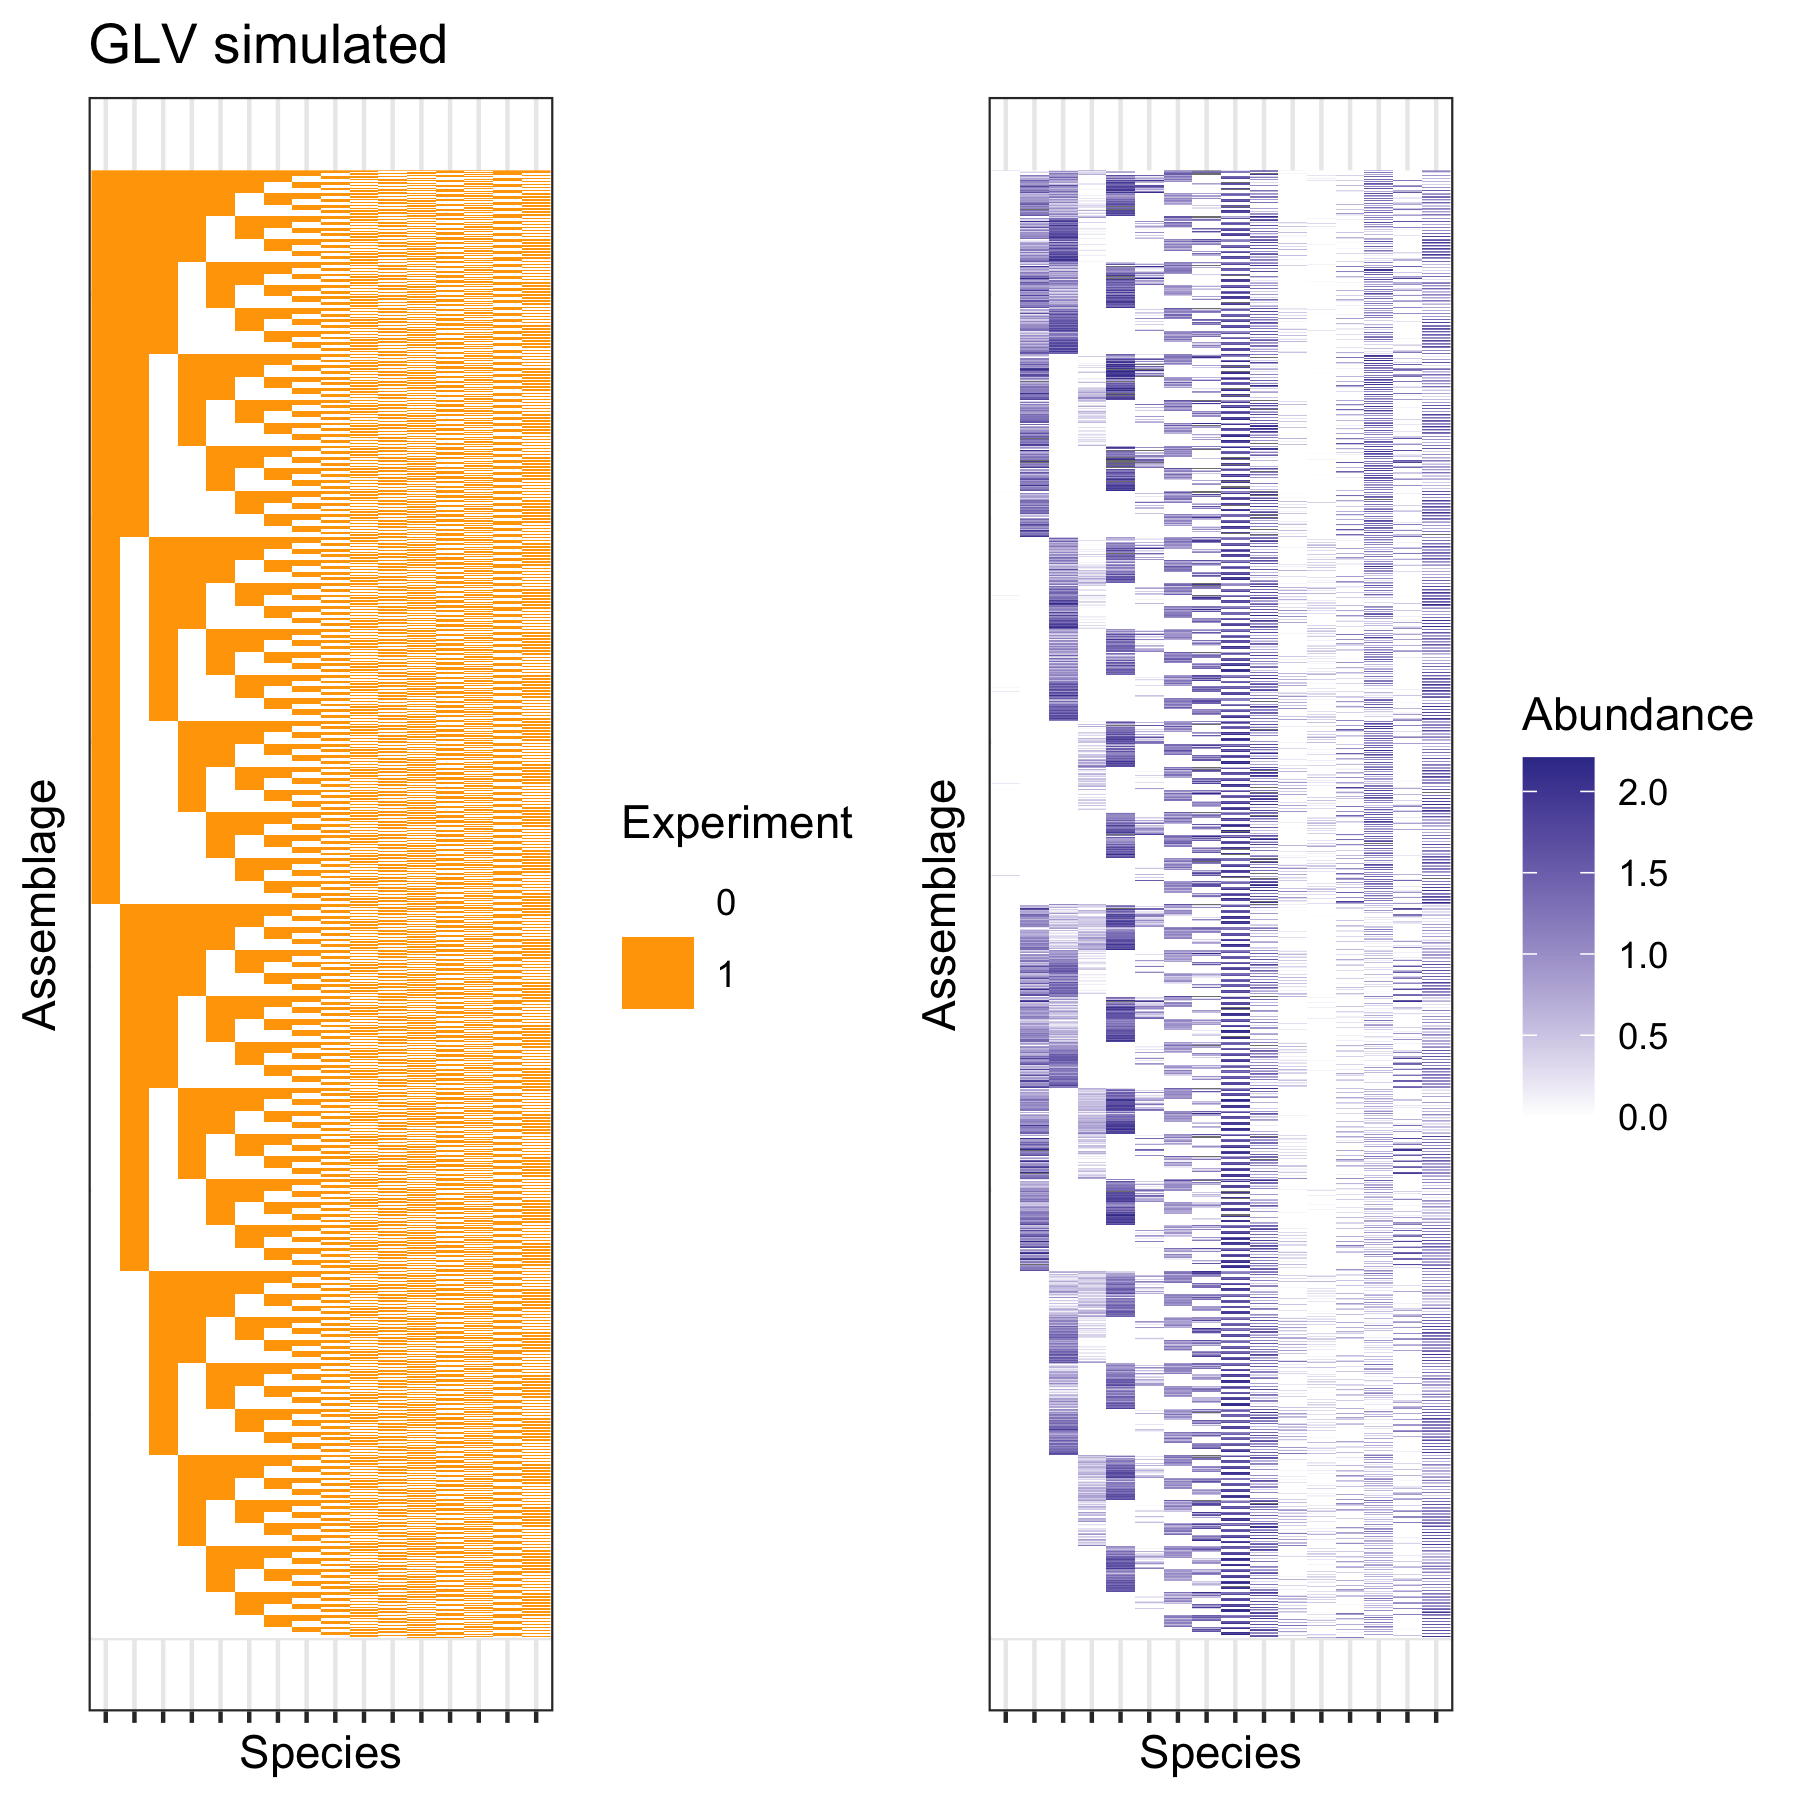 GLV simulated
Assemblage
Species
Experiment
0
1
Assemblage
Species
Abundance
2.0
1.5
1.0
0.5
0.0